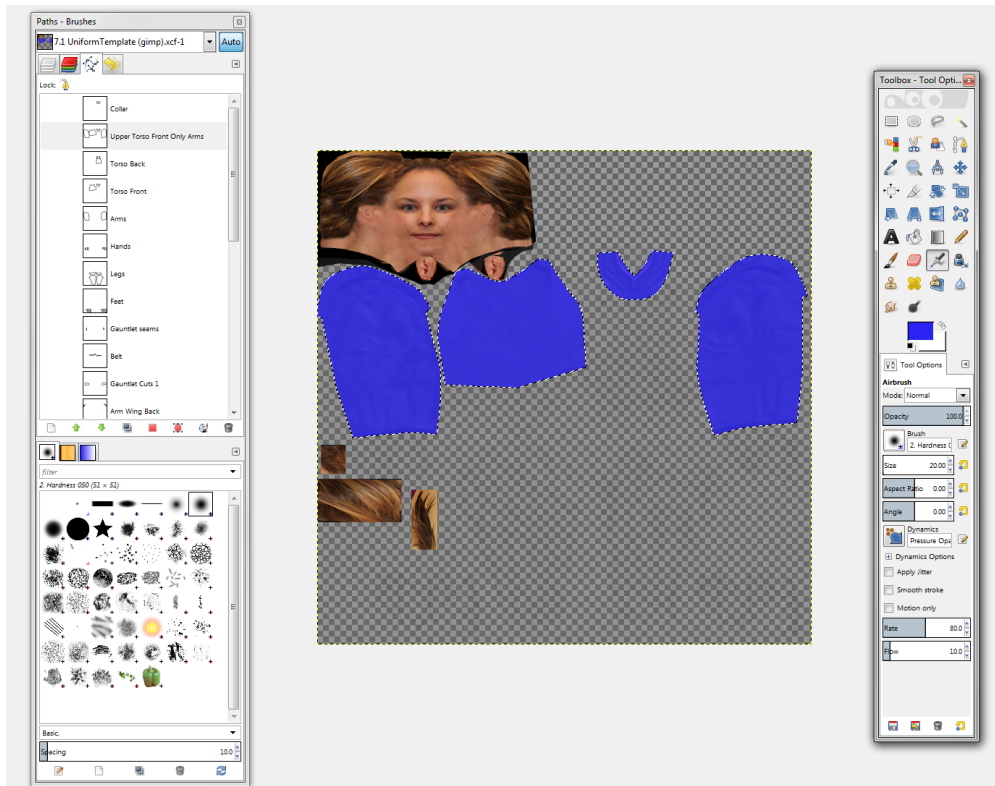 Paths - Brushes
7.1 UniformTemplate (gimp).xcf-1
Auto
Lock:
Collar
Upper Torso Front Only Arms
Torso Back
Torso Front
Arms
Hands
Legs
Feet
Gauntlet seams
Belt
Gauntlet Cuts 1
Arm Wing Back
filter
2. Hardness 050 (51 × 51)
Basic,
Spacing
10.0
Toolbox - Tool Opti...
Tool Options
Airbrush
Mode: Normal
Opacity 100.0
Brush
2. Hardness (
Size 20.00
Aspect Ratio 0.00
Angle 0.00
Dynamics
Pressure Opa
Dynamics Options
Apply Jitter
Smooth stroke
Motion only
Rate 80.0
Flow 10.0